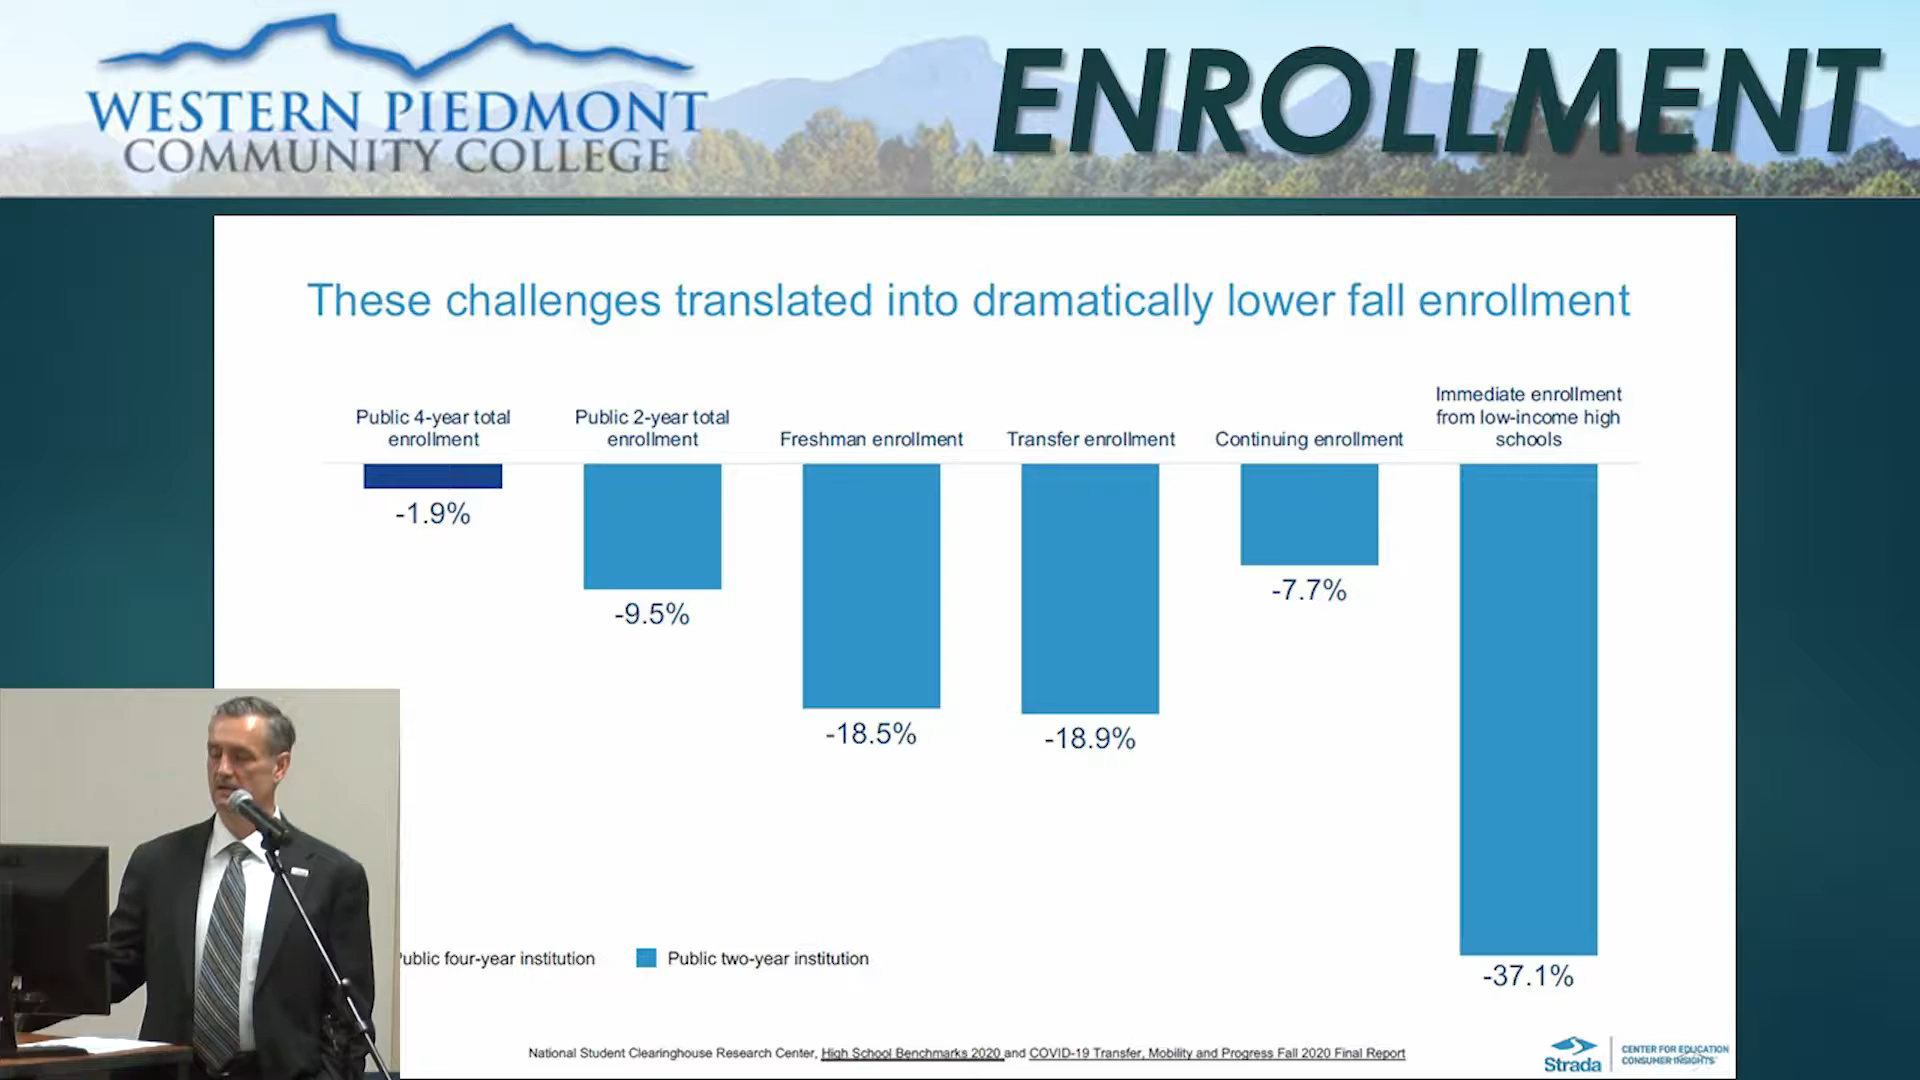 WESTERN PIEDMONT
COMMUNITY COLLEGE
ENROLLMENT
These challenges translated into dramatically lower fall enrollment
Public 4-year total
enrollment
Public 2-year total
enrollment
Freshman enrollment
Transfer enrollment
Continuing enrollment
Immediate enrollment
from low-income high
schools
-1.9%
-9.5%
-18.5%
-18.9%
-7.7%
-37.1%
four-year institution
Public two-year institution
National Student Clearinghouse Research Center, High School Benchmarks 2020 and COVID-19 Transfer, Mobility and Progress Fall 2020 Final Report
Strada
CENTER FOR EDUCATION
CONSUMER INSIGHTS